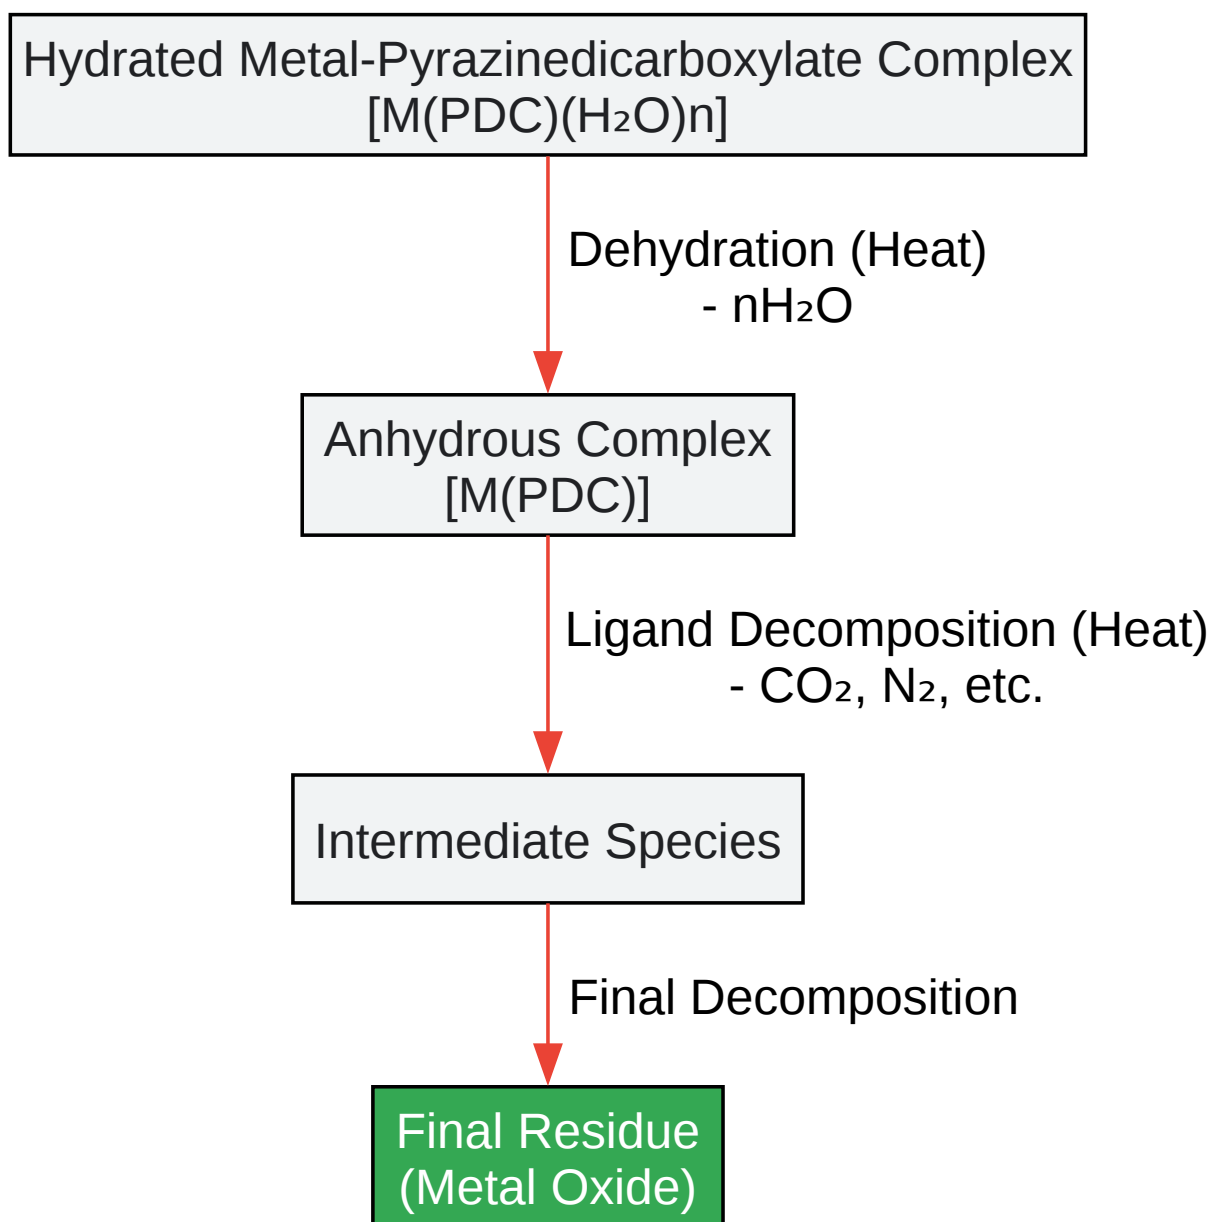 Hydrated Metal-Pyrazinedicarboxylate Complex
[M(PDC)(H₂O)n]
Dehydration (Heat)
- nH₂O
Anhydrous Complex
[M(PDC)]
Ligand Decomposition (Heat)
- CO₂, N₂, etc.
Intermediate Species
Final Decomposition
Final Residue
(Metal Oxide)